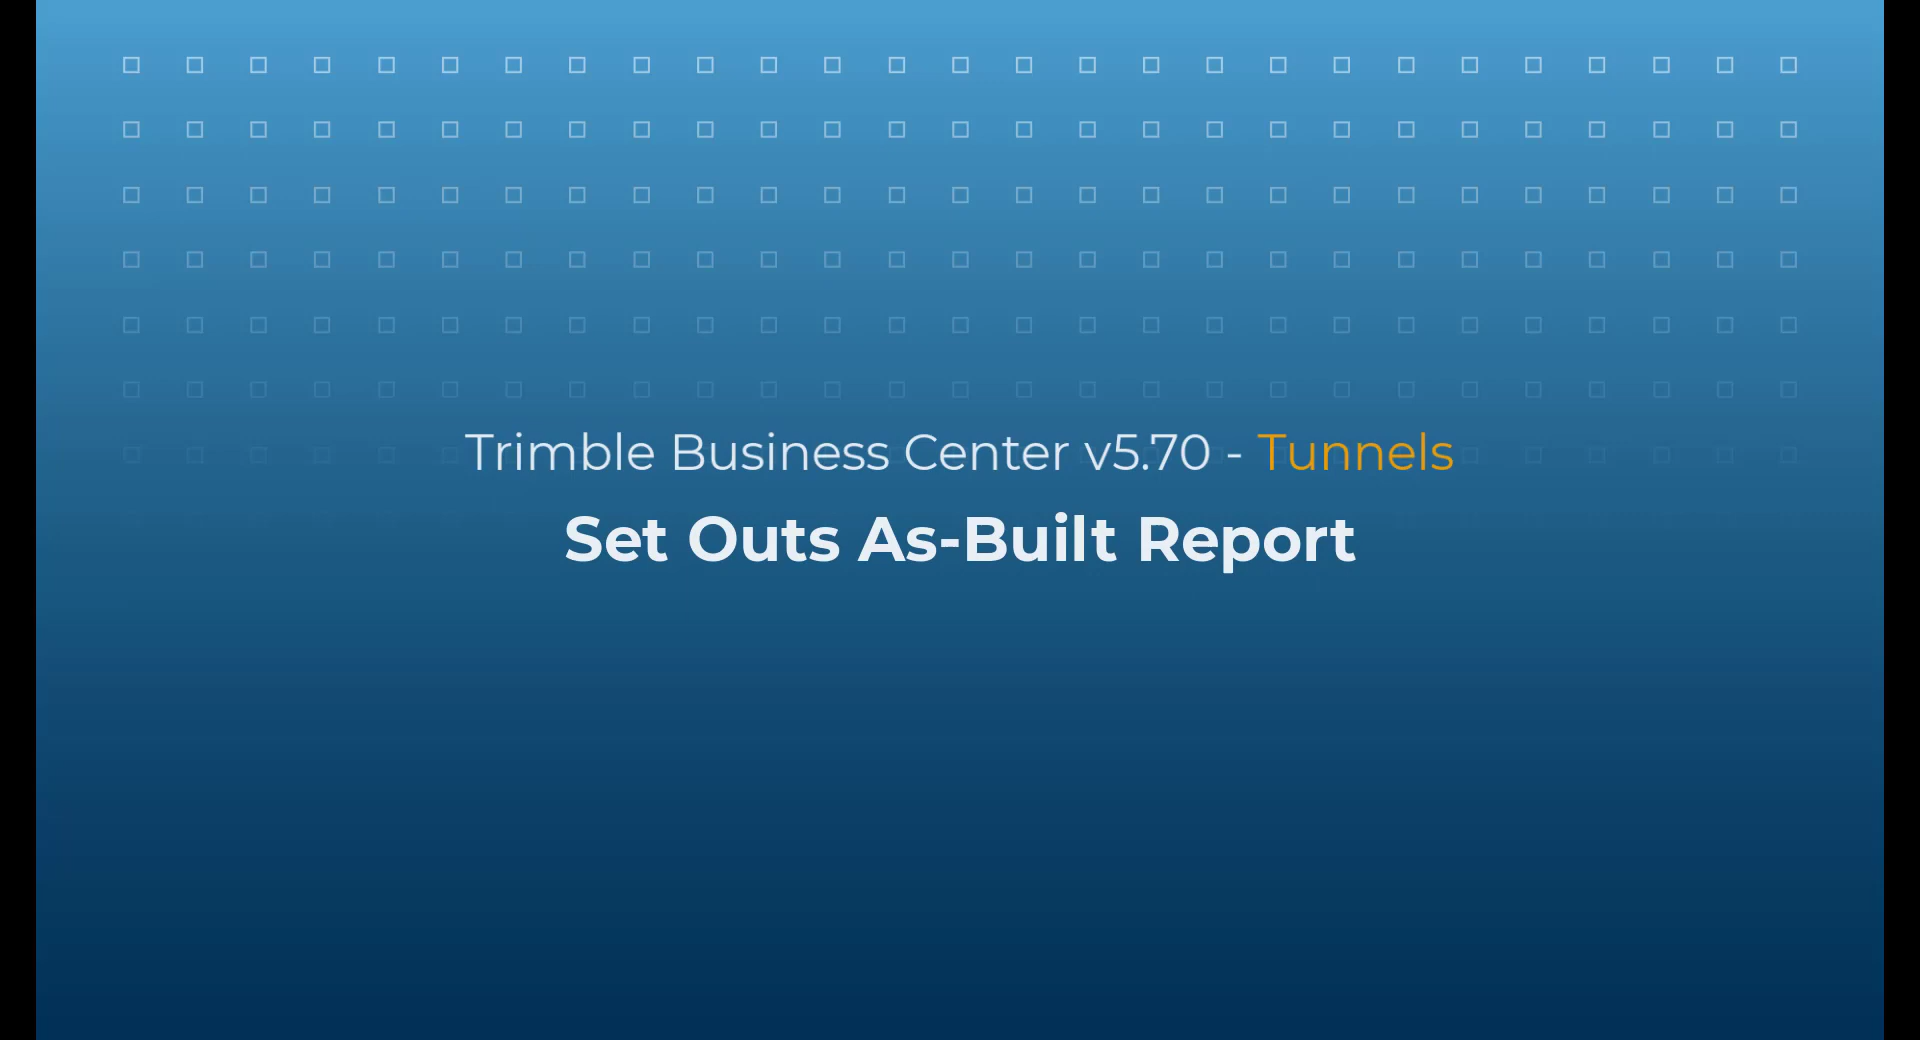 Trimble Business Center v5.70 - Tunnels
Set Outs As-Built Report